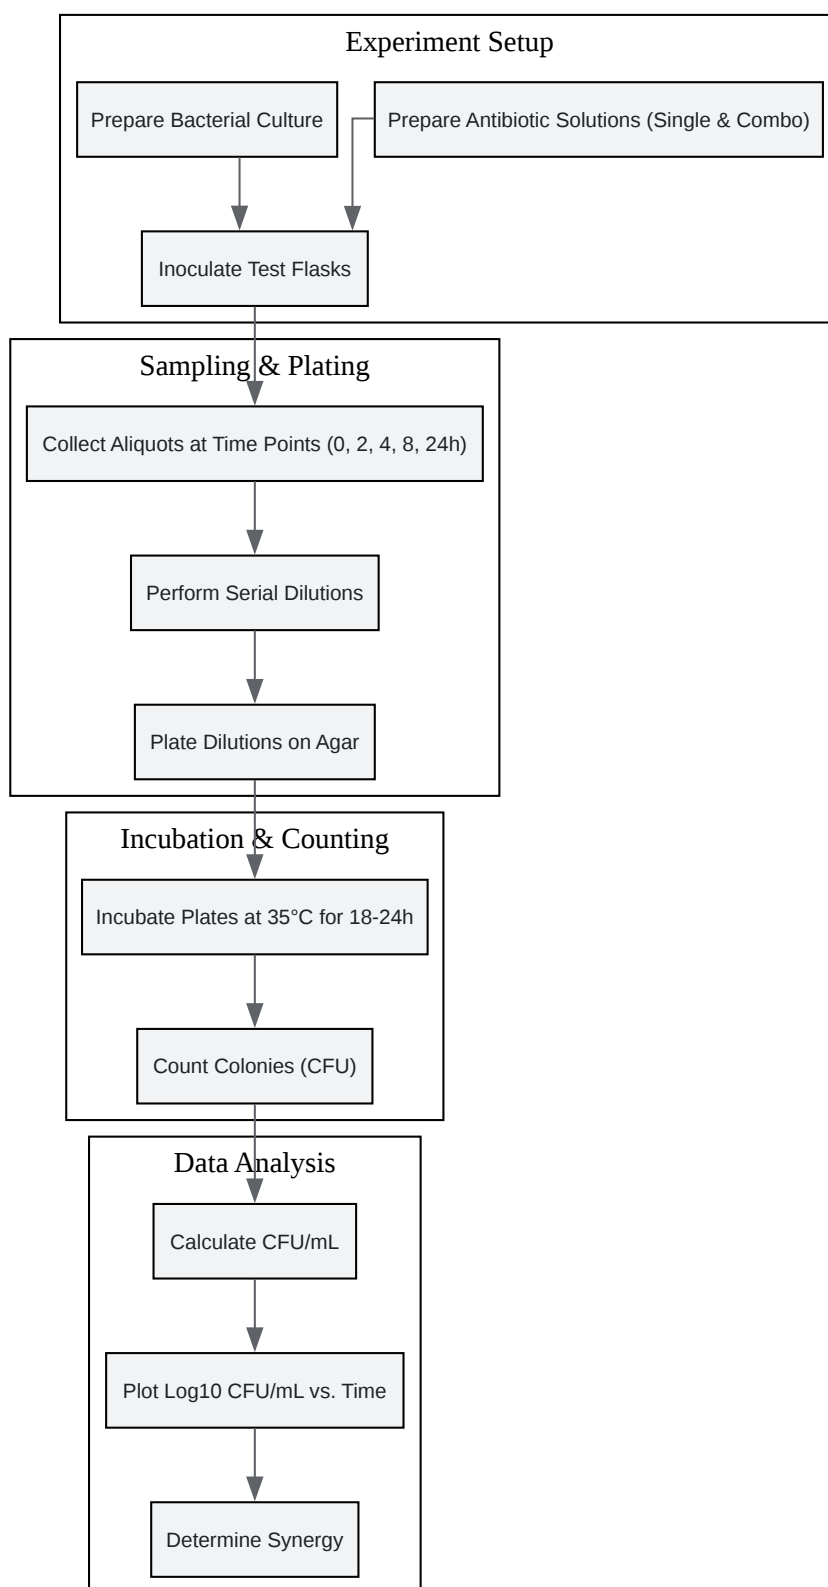 Experiment Setup
Prepare Bacterial Culture
Prepare Antibiotic Solutions (Single & Combo)
Inoculate Test Flasks
Sampling & Plating
Collect Aliquots at Time Points (0, 2, 4, 8, 24h)
Perform Serial Dilutions
Plate Dilutions on Agar
Incubation & Counting
Incubate Plates at 35°C for 18-24h
Count Colonies (CFU)
Data Analysis
Calculate CFU/mL
Plot Log10 CFU/mL vs. Time
Determine Synergy